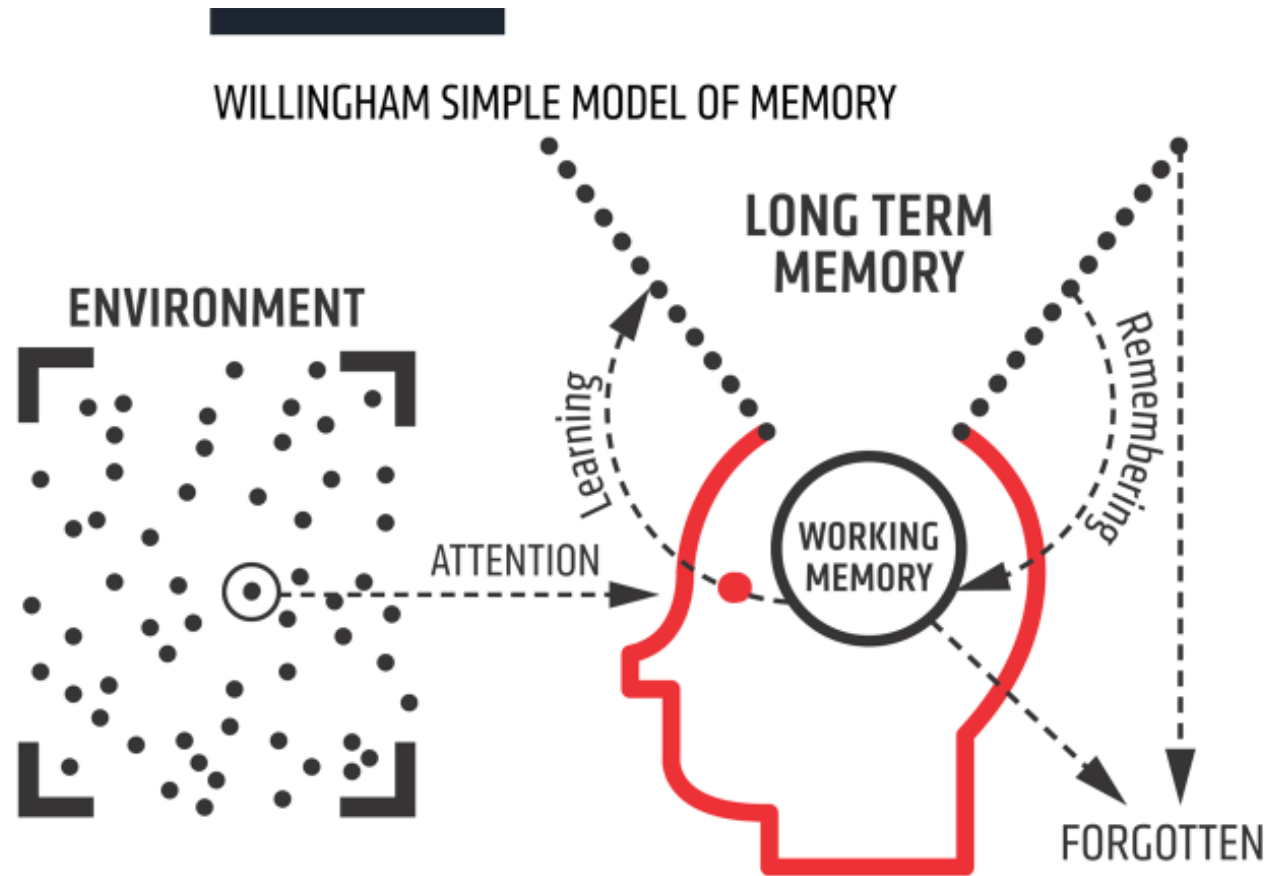 WILLINGHAM SIMPLE MODEL OF MEMORY
LONG TERM
MEMORY
ENVIRONMENT
Learning
Remembering
ATTENTION
WORKING
MEMORY
FORGOTTEN